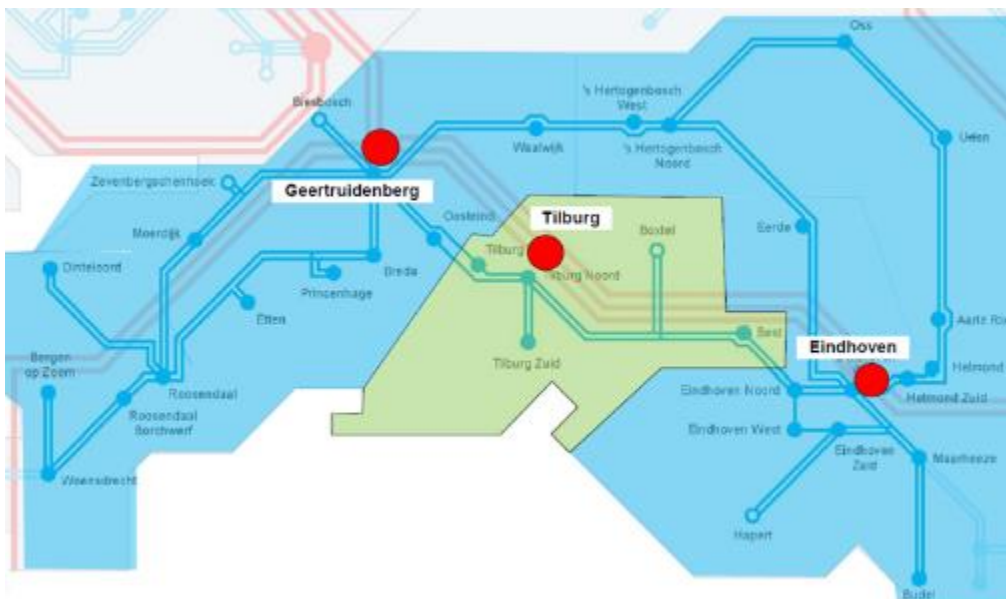 Oss
Biesbosch
's Hertogenbosch
West
Waalwijk
's Hertogenbosch
Noord
Uden
Zevenbergschenhoek
Geertruidenberg
Oosteind
Tilburg
Boxtel
Moerdijk
Eerde
Dinteloord
Breda
Tilburg
Tilburg Noord
Princenhage
Etten
Aarle Rix
Best
Eindhoven
Bergen
op Zoom
Tilburg Zuid
Helmond
Roosendaal
Eindhoven Noord
Helmond Zuid
Roosendaal
Borchwerf
Eindhoven West
Eindhoven
Zuid
Maarheeze
Woensdrecht
Hapert
Budel